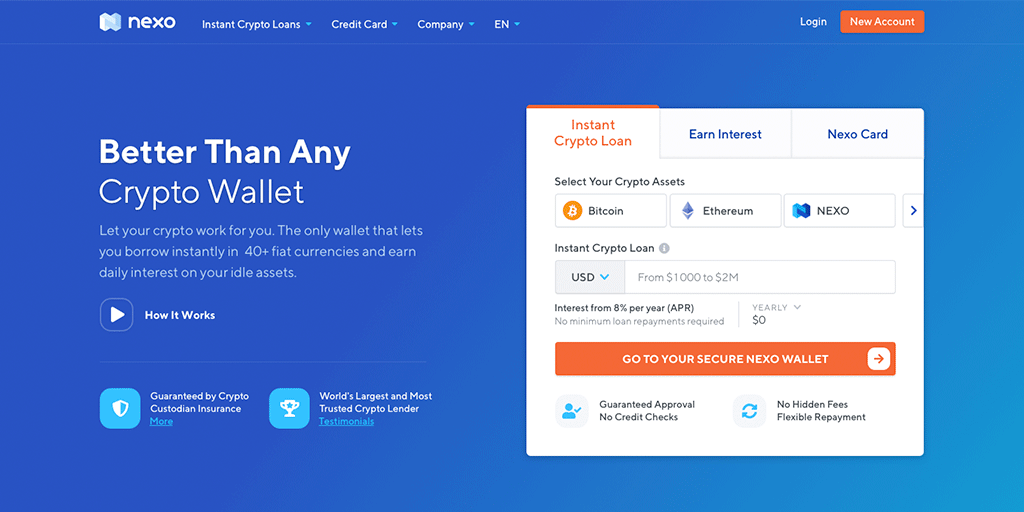 nexo
Instant Crypto Loans
Credit Card
Company
EN
Login
New Account
Better Than Any
Crypto Wallet
Let your crypto work for you. The only wallet that lets
you borrow instantly in 40+ fiat currencies and earn
daily interest on your idle assets.
How It Works
Guaranteed by Crypto
Custodian Insurance
More
World's Largest and Most
Trusted Crypto Lender
Testimonials
Instant
Crypto Loan
Earn Interest
Nexo Card
Select Your Crypto Assets
Bitcoin
Ethereum
NEXO
Instant Crypto Loan
USD
From $1 000 to $2M
Interest from 8% per year (APR)
No minimum loan repayments required
YEARLY
$0
GO TO YOUR SECURE NEXO WALLET
Guaranteed Approval
No Credit Checks
No Hidden Fees
Flexible Repayment